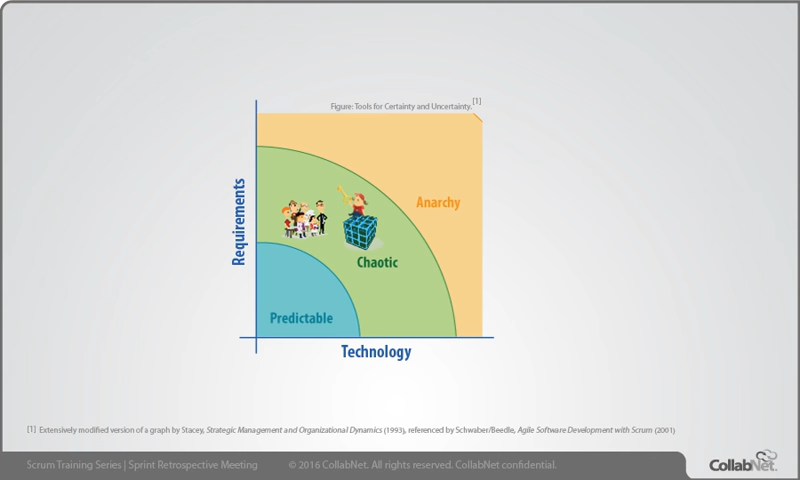 Figure: Tools for Certainty and Uncertainty.[1]
Requirements
Anarchy
Chaotic
Predictable
Technology
[1] Extensively modified version of a graph by Stacey, Strategic Management and Organizational Dynamics (1993), referenced by Schwaber/Beedle, Agile Software Development with Scrum (2001)
Scrum Training Series | Sprint Retrospective Meeting © 2016 CollabNet. All rights reserved. CollabNet confidential.
CollabNet.